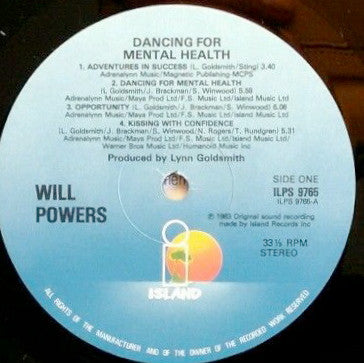 DANCING FOR
MENTAL HEALTH
1. ADVENTURES IN SUCCESS (L. Goldsmith/Sting) 3.40
Adrenalynn Music/Magnetic Publishing-MCPS
2. DANCING FOR MENTAL HEALTH
(L Goldsmith/J. Brackman/S. Winwood) 5.58
Adrenalynn Music/Maya Prod Ltd/F.S. Music Ltd/Island Music Ltd
3. OPPORTUNITY (L. Goldsmith/J. Brackman/S. Winwood) 5.06
Adrenalynn Music/Maya Prod Ltd/F.S. Music Ltd/Island Music Ltd
4. KISSING WITH CONFIDENCE
(L. Goldsmith/J. Brackman/S. Winwood/N. Rogers/T. Rundgren) 5.31
Adrenalynn Music/Maya Prod Ltd/F.S. Music Ltd/Island Music Ltd/
Warner Bros Music Ltd/Humanoid Music Inc
Produced by Lynn Goldsmith
WILL
POWERS
SIDE ONE
ILPS 9765
ILPS 9765-A
℗ 1983 Original sound recording
made by Island Records Inc
33⅓ RPM
STEREO
ISLAND
ALL RIGHTS OF THE MANUFACTURER AND OF THE OWNER OF THE RECORDED WORK RESERVED